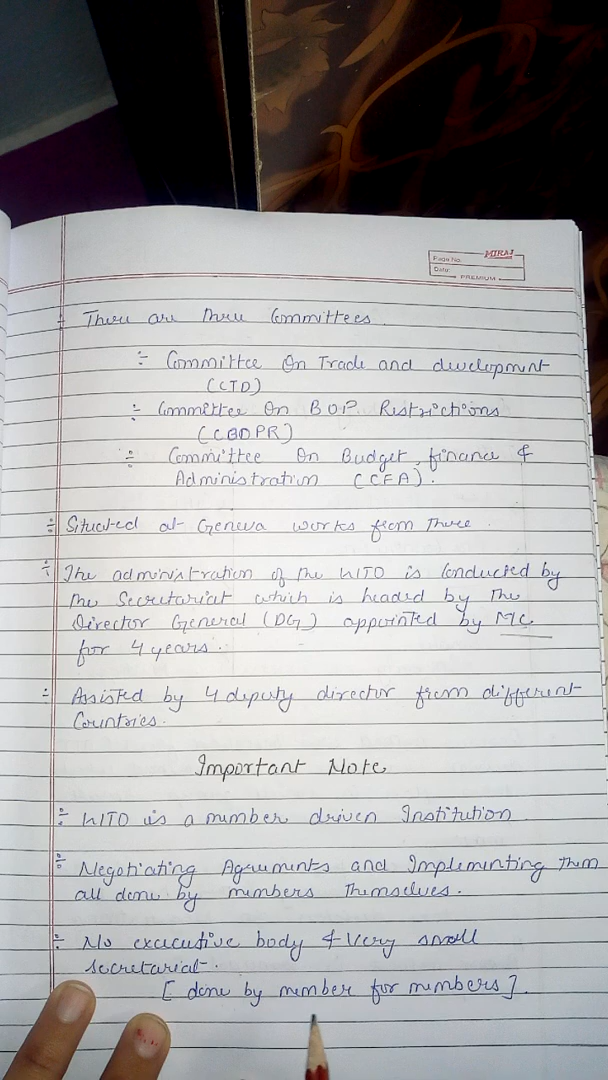 MIRAJ
Page No.
Date:
PREMIUM
÷ There are three Committees.
÷ Committee On Trade and development
(CTD)
÷ Committee On BOP Restrictions
(CBOPR)
÷ Committee On Budget, finance &
Administration (CFA).
÷ Situated at Geneva works from There
÷ The administration of the WTO is Conducted by
the Secretariat which is headed by the
Director General (DG) appointed by MC
for 4 years.
÷ Assisted by 4 deputy director from different
Countries.
Important Note
÷ WTO is a member driven Institution
÷ Negotiating Agreements and Implementing them
all done by members Themselves.
÷ No excecutive body & Very small
secretariat.
[ done by member for members ].